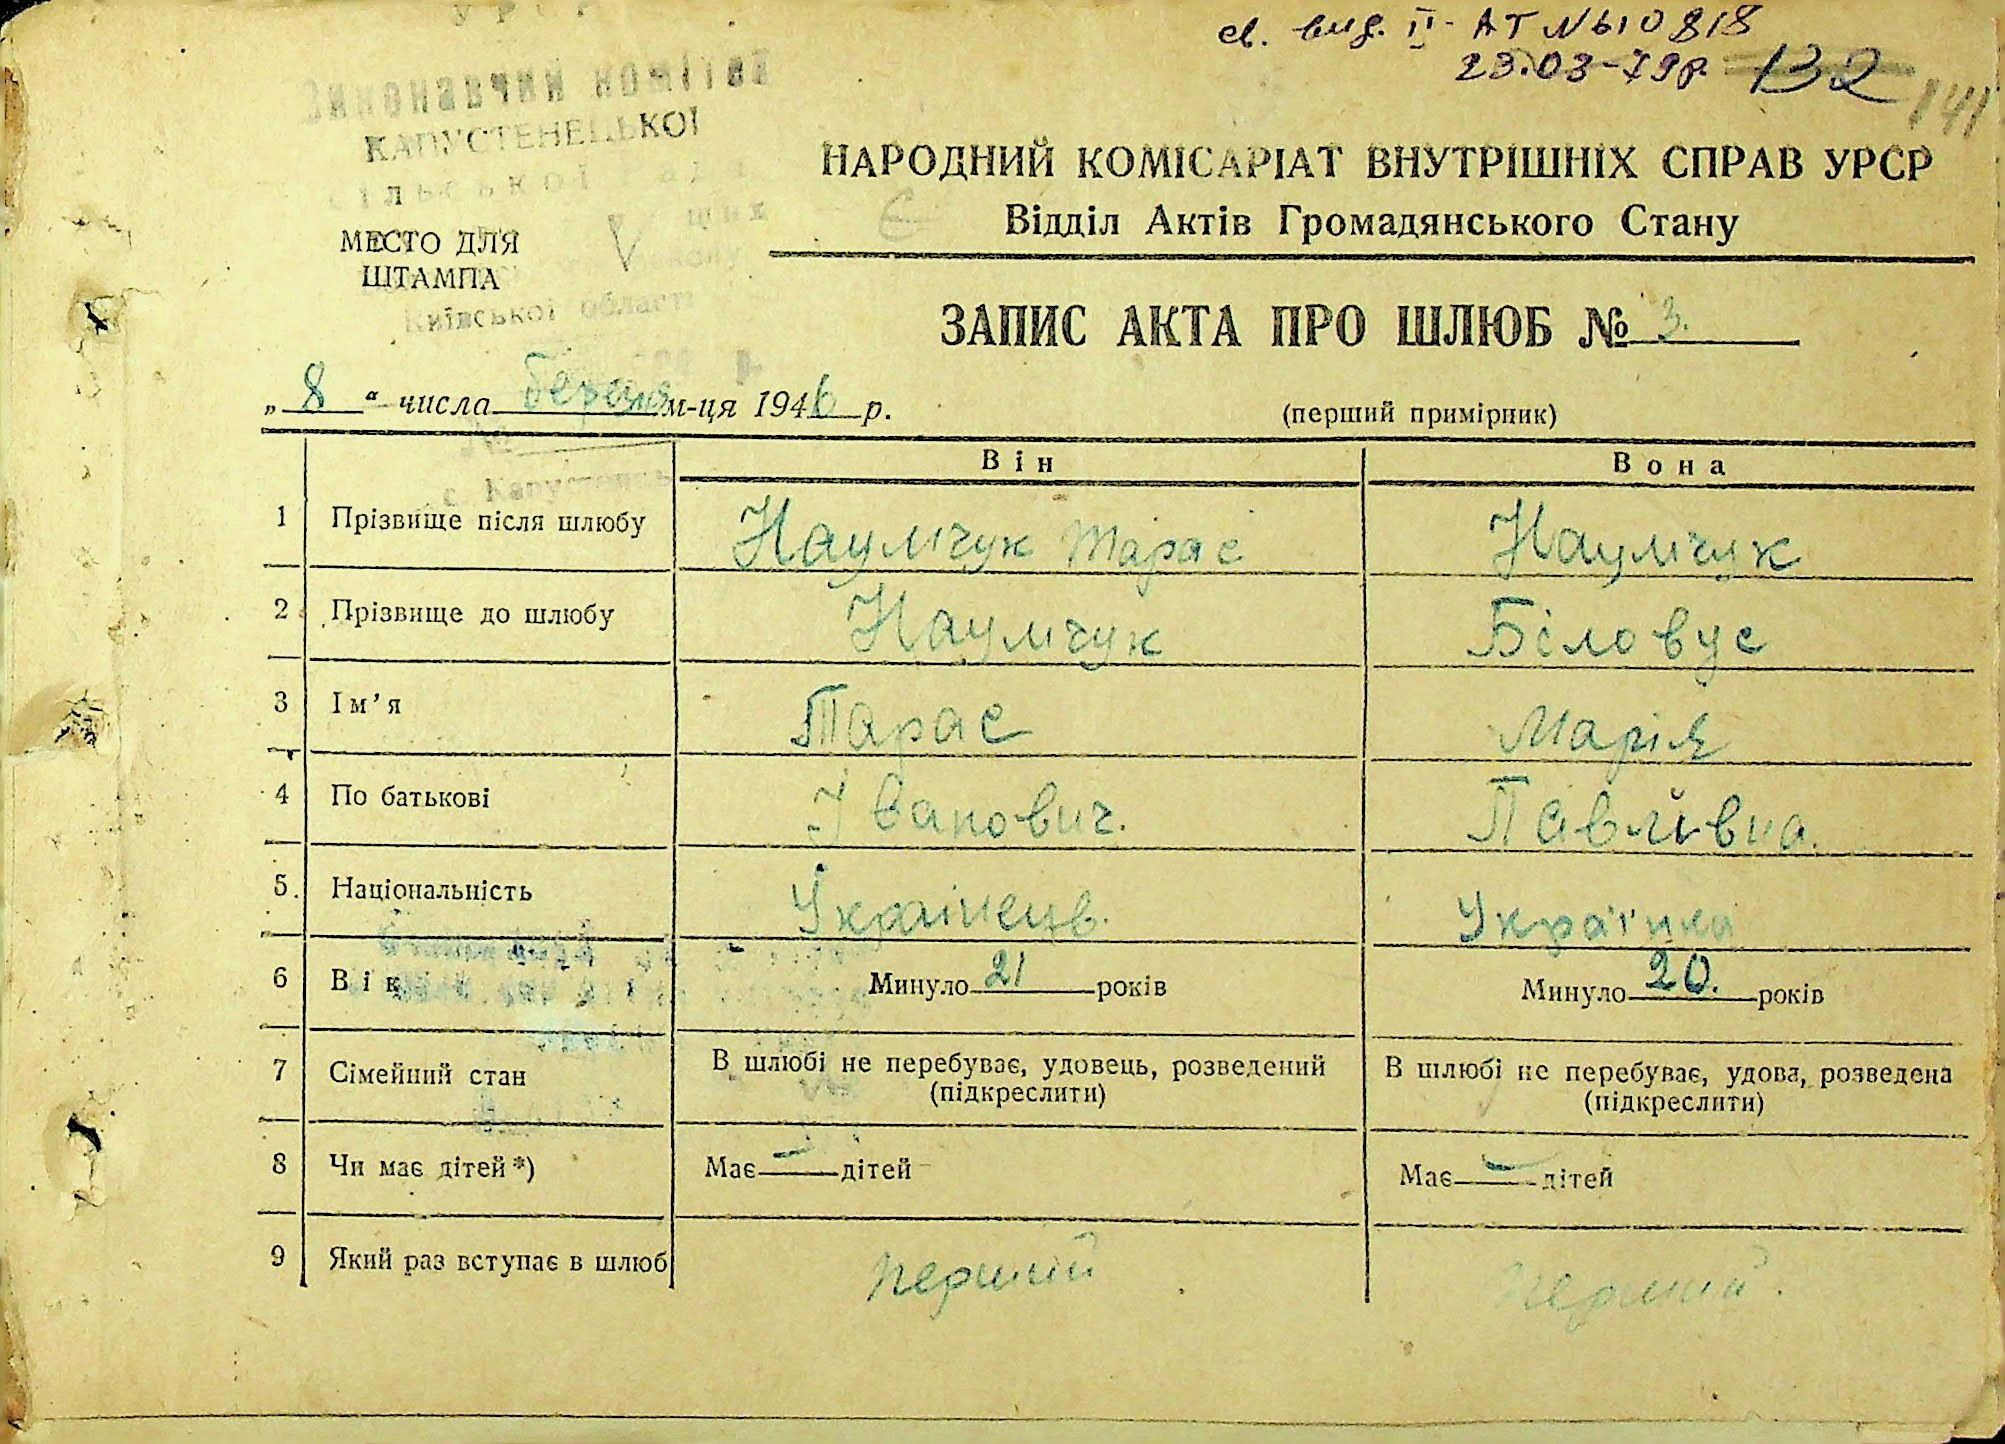 УРСР
Виконавчий комітет
КАПУСТЕНЕЦЬКОЇ
сільської
Київської області
с. Капустинці
св. вид. II - АТ № 610818
23.03-79р. 132
141
НАРОДНИЙ КОМІСАРІАТ ВНУТРІШНІХ СПРАВ УРСР
Відділ Актів Громадянського Стану
МЕСТО ДЛЯ
ШТАМПА
ЗАПИС АКТА ПРО ШЛЮБ № 3.
„ 8 “ числа березня м-ця 1946 р.
(перший примірник)
Він Вона
1 Прізвище після шлюбу Наумчук Тарас Наумчук
2 Прізвище до шлюбу Наумчук Біловус
3 Ім’я Тарас Марія
4 По батькові Іванович. Павлівна.
5. Національність Українець. Українка
6 Вік Минуло 21 років Минуло 20. років
7 Сімейний стан В шлюбі не перебуває, удовець, розведений (підкреслити) В шлюбі не перебуває, удова, розведена (підкреслити)
8 Чи має дітей *) Має — дітей Має — дітей
9 Який раз вступає в шлюб перший перший.